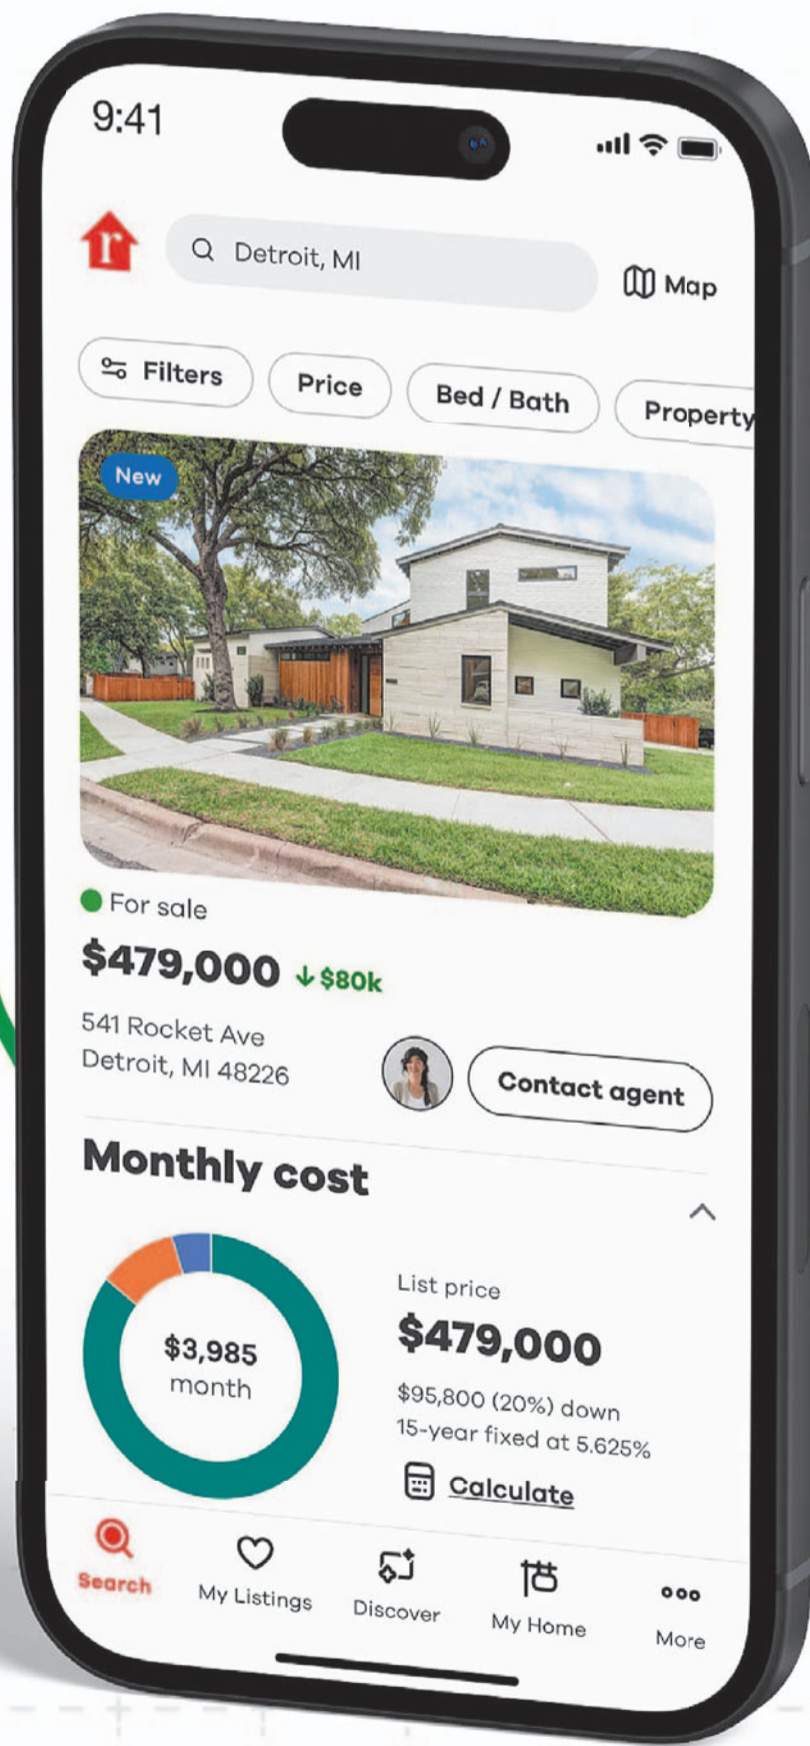 9:41
r
Detroit, MI
Map
Filters
Price
Bed / Bath
Property
New
For sale
$479,000 ↓$80k
541 Rocket Ave
Detroit, MI 48226
Contact agent
Monthly cost
$3,985
month
List price
$479,000
$95,800 (20%) down
15-year fixed at 5.625%
Calculate
Search
My Listings
Discover
My Home
More